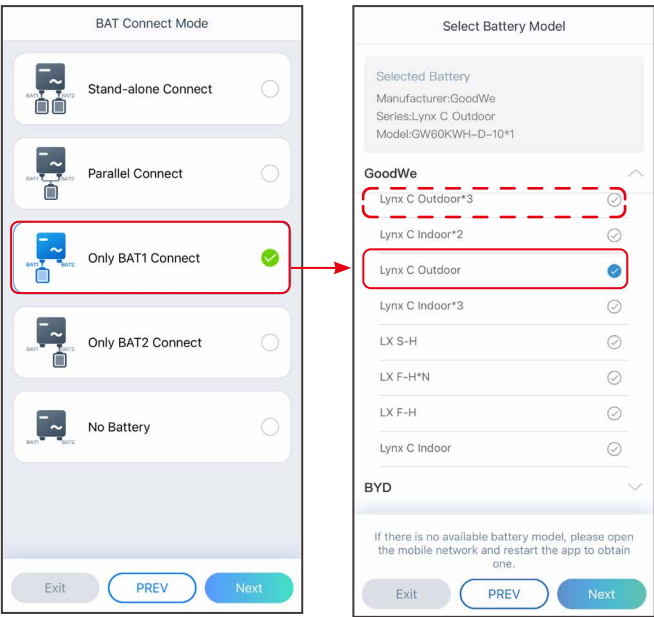 BAT Connect Mode
BAT1 BAT2
Stand-alone Connect
BAT1 BAT2
Parallel Connect
BAT1 BAT2
Only BAT1 Connect
BAT1 BAT2
Only BAT2 Connect
BAT1 BAT2
No Battery
Exit
PREV
Next
Select Battery Model
Selected Battery
Manufacturer:GoodWe
Series:Lynx C Outdoor
Model:GW60KWH-D-10*1
GoodWe
Lynx C Outdoor*3
Lynx C Indoor*2
Lynx C Outdoor
Lynx C Indoor*3
LX S-H
LX F-H*N
LX F-H
Lynx C Indoor
BYD
If there is no available battery model, please open
the mobile network and restart the app to obtain
one.
Exit
PREV
Next